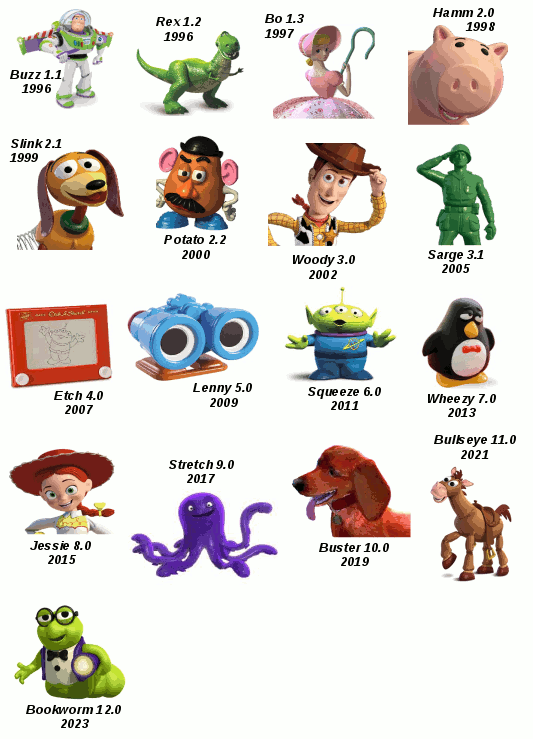 Buzz 1.1
1996
Rex 1.2
1996
Bo 1.3
1997
Hamm 2.0
1998
Slink 2.1
1999
Potato 2.2
2000
Woody 3.0
2002
Sarge 3.1
2005
Etch 4.0
2007
Lenny 5.0
2009
Squeeze 6.0
2011
Wheezy 7.0
2013
Jessie 8.0
2015
Stretch 9.0
2017
Buster 10.0
2019
Bullseye 11.0
2021
Bookworm 12.0
2023